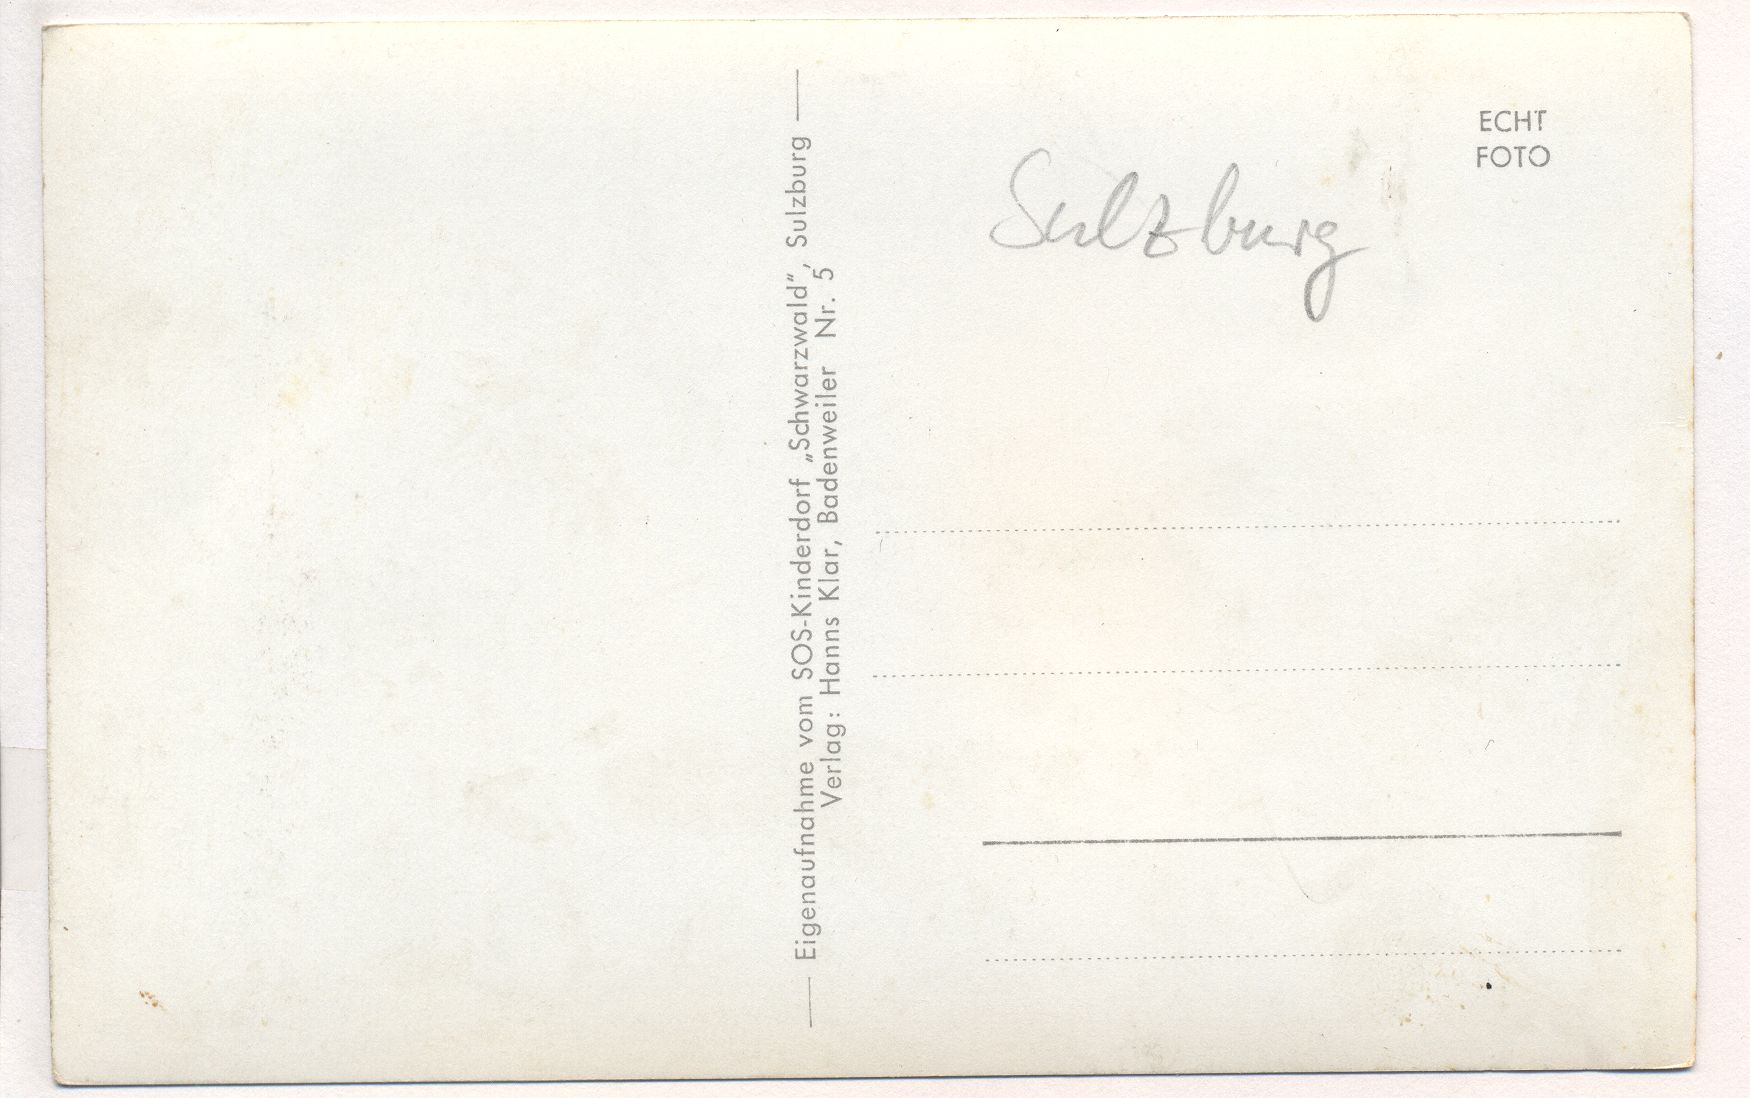 Eigenaufnahme vom SOS-Kinderdorf „Schwarzwald“, Sulzburg
Verlag: Hanns Klar, Badenweiler Nr. 5
ECHT
FOTO
Sulzburg